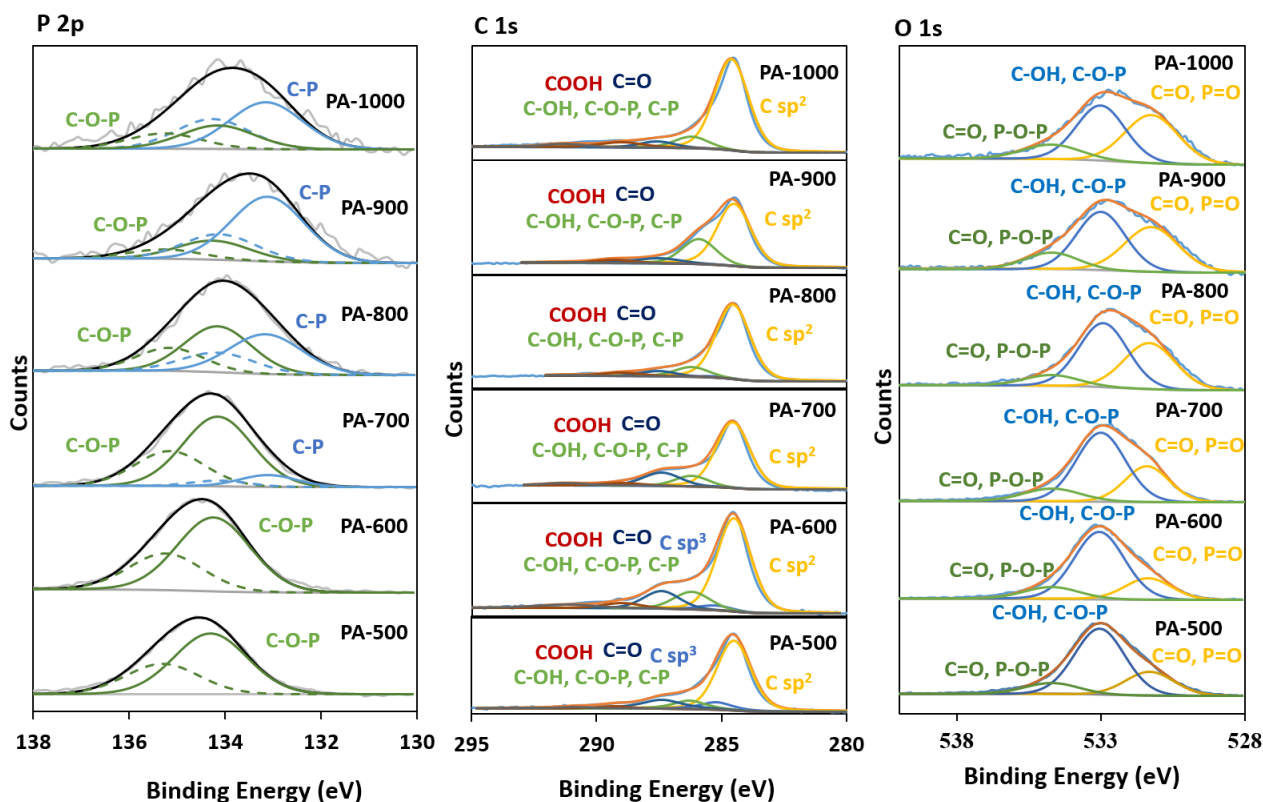 P 2p
C-P
PA-1000
C-O-P
C-P
PA-900
C-O-P
C-P
PA-800
C-O-P
PA-700
C-O-P
C-P
PA-600
C-O-P
PA-500
C-O-P
Counts
138 136 134 132 130
Binding Energy (eV)
C 1s
COOH C=O PA-1000
C-OH, C-O-P, C-P C sp²
PA-900
COOH C=O
C-OH, C-O-P, C-P C sp²
PA-800
COOH C=O
C-OH, C-O-P, C-P C sp²
PA-700
COOH C=O
C-OH, C-O-P, C-P C sp²
PA-600
COOH C=O C sp³
C-OH, C-O-P, C-P C sp²
PA-500
COOH C=O C sp³
C-OH, C-O-P, C-P C sp²
Counts
295 290 285 280
Binding Energy (eV)
O 1s
PA-1000
C-OH, C-O-P
C=O, P=O
C=O, P-O-P
PA-900
C-OH, C-O-P
C=O, P=O
C=O, P-O-P
C-OH, C-O-P
PA-800
C=O, P=O
C=O, P-O-P
PA-700
C-OH, C-O-P
C=O, P=O
C=O, P-O-P
C-OH, C-O-P
PA-600
C=O, P=O
C=O, P-O-P
C-OH, C-O-P
PA-500
C=O, P=O
C=O, P-O-P
Counts
538 533 528
Binding Energy (eV)